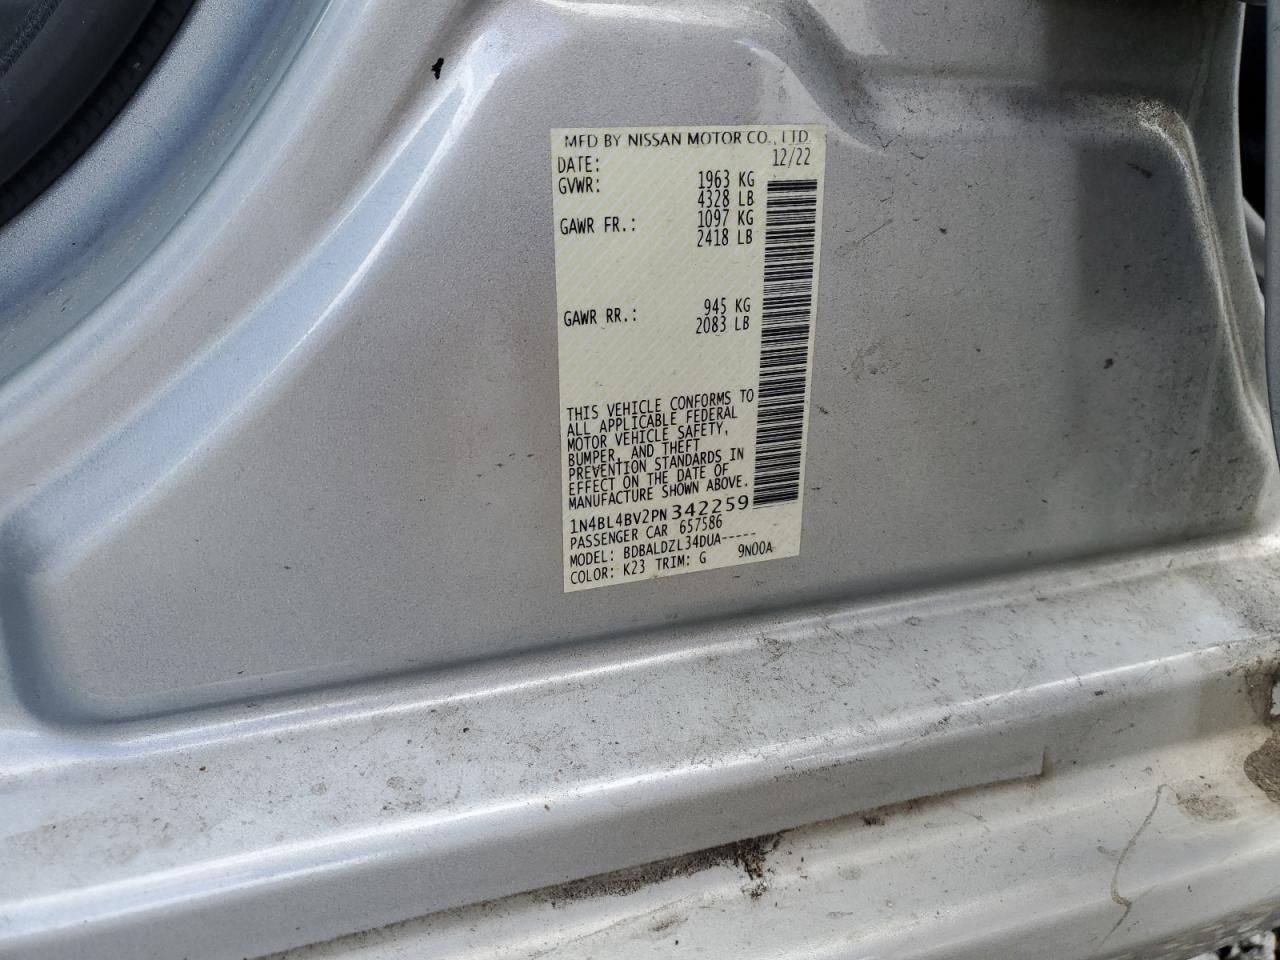 MFD BY NISSAN MOTOR CO., LTD.
DATE: 12/22
GVWR: 1963 KG
4328 LB
GAWR FR.: 1097 KG
2418 LB
GAWR RR.: 945 KG
2083 LB
THIS VEHICLE CONFORMS TO
ALL APPLICABLE FEDERAL
MOTOR VEHICLE SAFETY,
BUMPER, AND THEFT
PREVENTION STANDARDS IN
EFFECT ON THE DATE OF
MANUFACTURE SHOWN ABOVE.
1N4BL4BV2PN342259
PASSENGER CAR 657586
MODEL: BDBALDZL34DUA-----
COLOR: K23 TRIM: G 9N00A